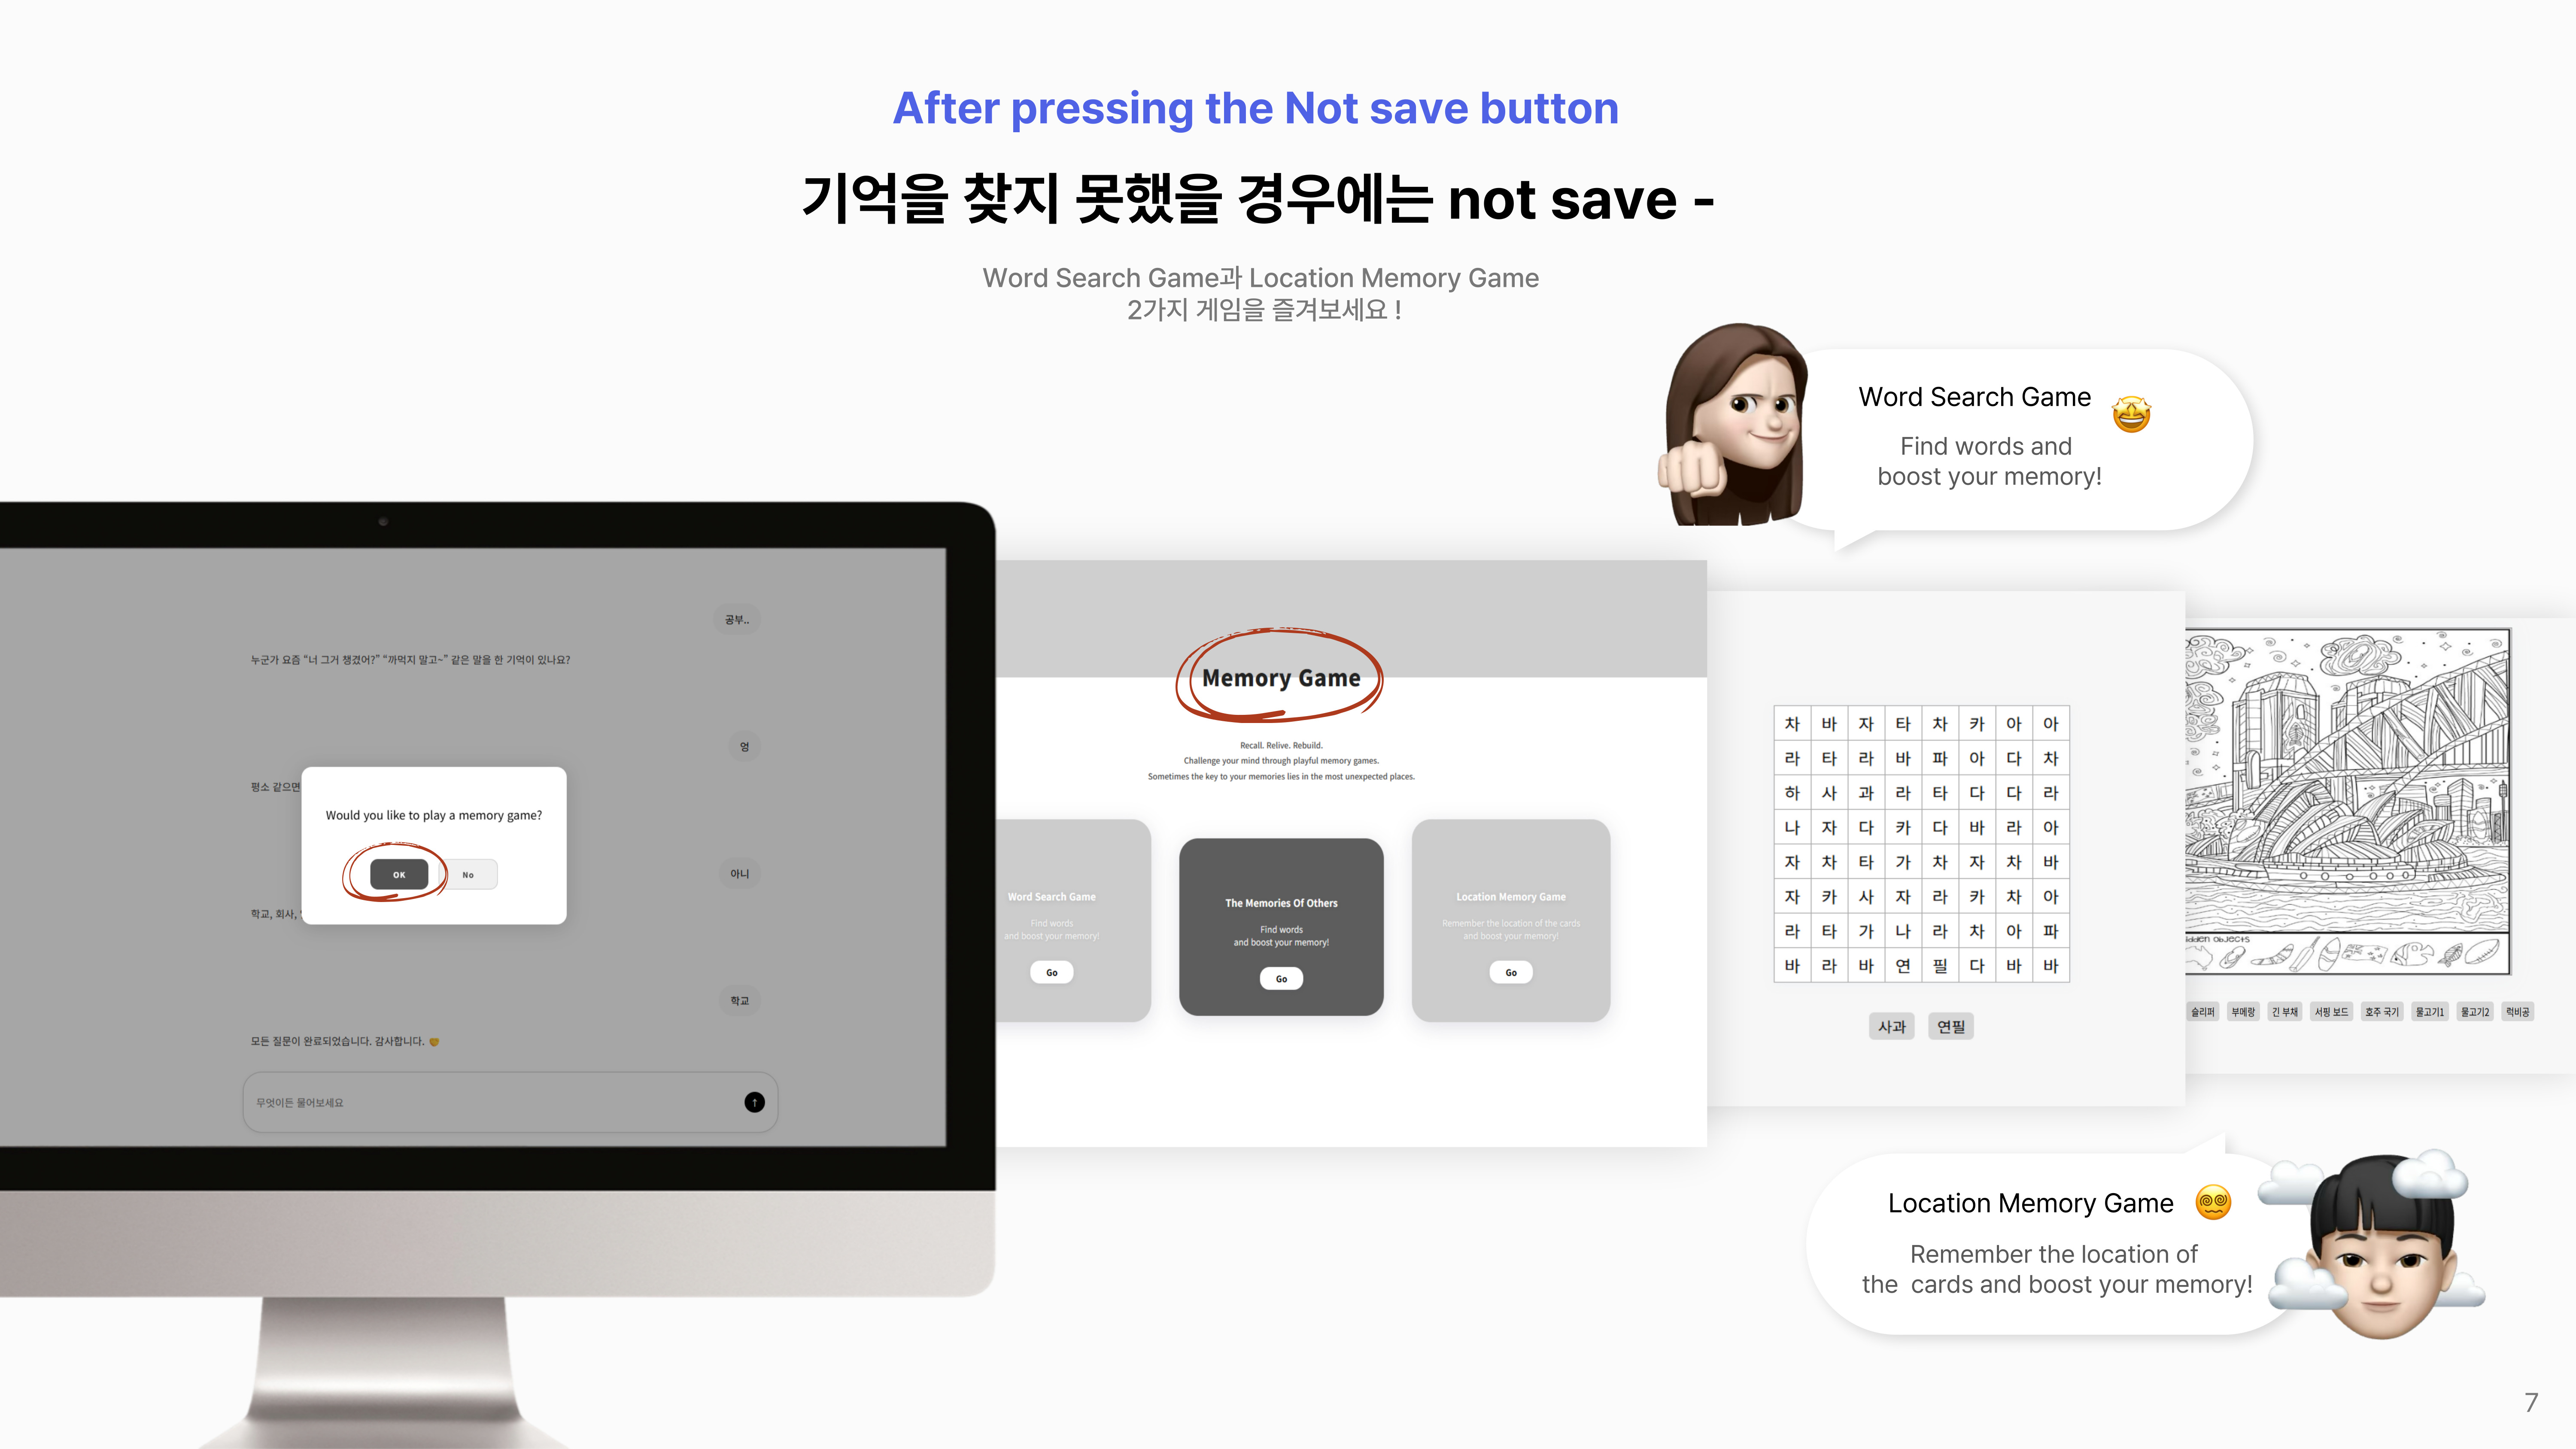 After pressing the Not save button
기억을 찾지 못했을 경우에는 not save -
Word Search Game과 Location Memory Game
2가지 게임을 즐겨보세요 !
Word Search Game
Find words and
boost your memory!
공부..
누군가 요즘 “너 그거 챙겼어?” “까먹지 말고~” 같은 말을 한 기억이 있나요?
엉
평소 같으면
Would you like to play a memory game?
OK
No
아니
학교, 회사,
학교
모든 질문이 완료되었습니다. 감사합니다.
무엇이든 물어보세요
Memory Game
Recall. Relive. Rebuild.
Challenge your mind through playful memory games.
Sometimes the key to your memories lies in the most unexpected places.
Word Search Game
Find words
and boost your memory!
Go
The Memories Of Others
Find words
and boost your memory!
Go
Location Memory Game
Remember the location of the cards
and boost your memory!
Go
차 바 자 타 차 카 아 아
라 타 라 바 파 아 다 차
하 사 과 라 타 다 다 라
나 자 다 카 다 바 라 아
자 차 타 가 차 자 차 바
자 카 사 자 라 카 차 아
라 타 가 나 라 차 아 파
바 라 바 연 필 다 바 바
사과 연필
Objects
슬리퍼 부메랑 긴 부채 서핑 보드 호주 국기 물고기1 물고기2 럭비공
Location Memory Game
Remember the location of
the cards and boost your memory!
7